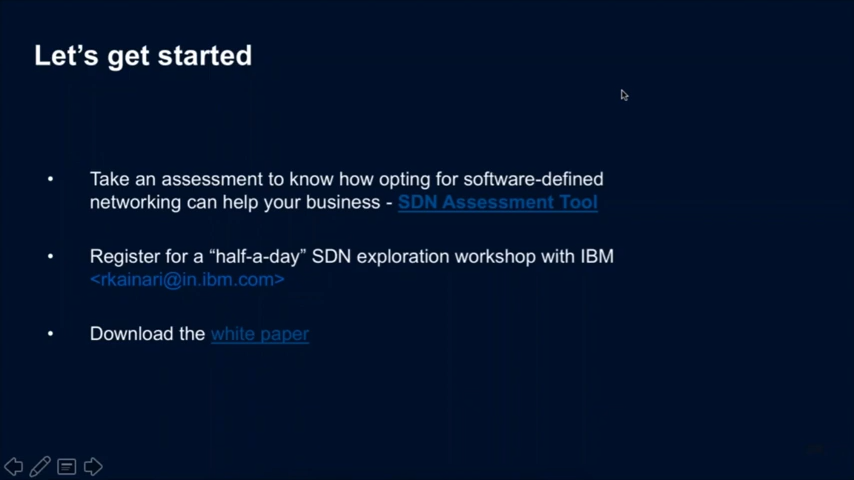 Let’s get started
• Take an assessment to know how opting for software-defined
networking can help your business - SDN Assessment Tool
• Register for a “half-a-day” SDN exploration workshop with IBM
<rkainari@in.ibm.com>
• Download the white paper